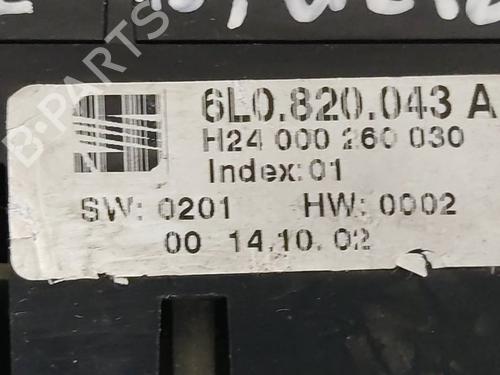 6L0.820.043 A
H24 000 260 030
Index:01
SW: 0201 HW: 0002
00 14.10.02
B-PARTS